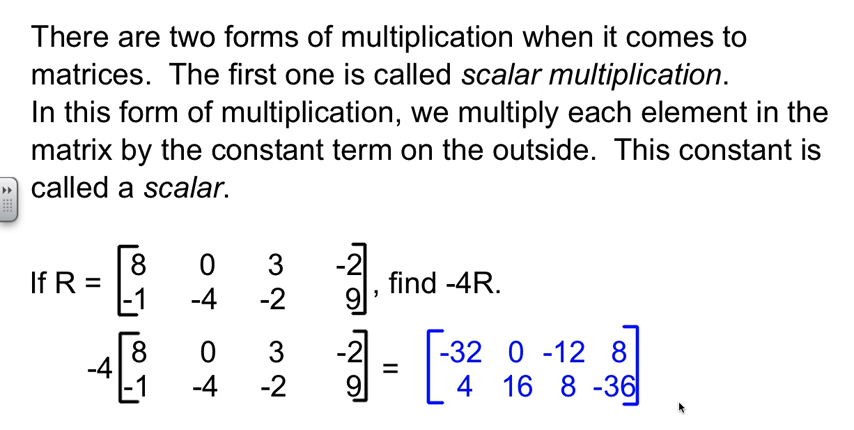 There are two forms of multiplication when it comes to
matrices.  The first one is called scalar multiplication.
In this form of multiplication, we multiply each element in the
matrix by the constant term on the outside.  This constant is
called a scalar.
If R = [8 0 3 -2
-1 -4 -2 9], find -4R.
-4[8 0 3 -2
-1 -4 -2 9] = [-32 0 -12 8
4 16 8 -36]